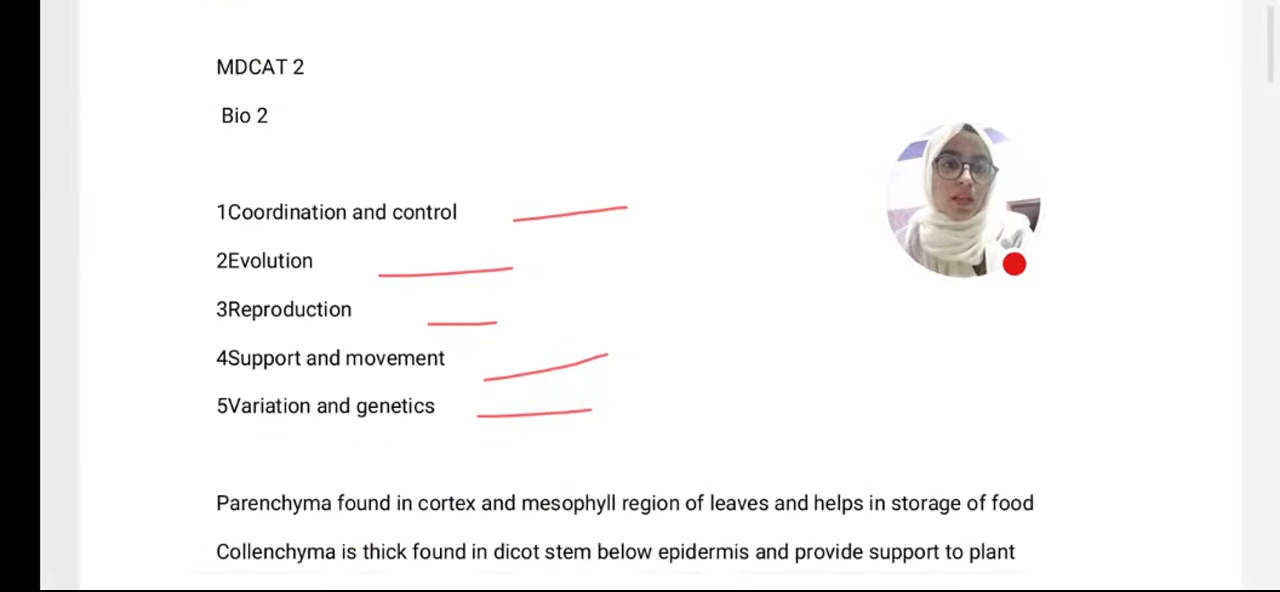 MDCAT 2
Bio 2
1Coordination and control
2Evolution
3Reproduction
4Support and movement
5Variation and genetics
Parenchyma found in cortex and mesophyll region of leaves and helps in storage of food
Collenchyma is thick found in dicot stem below epidermis and provide support to plant